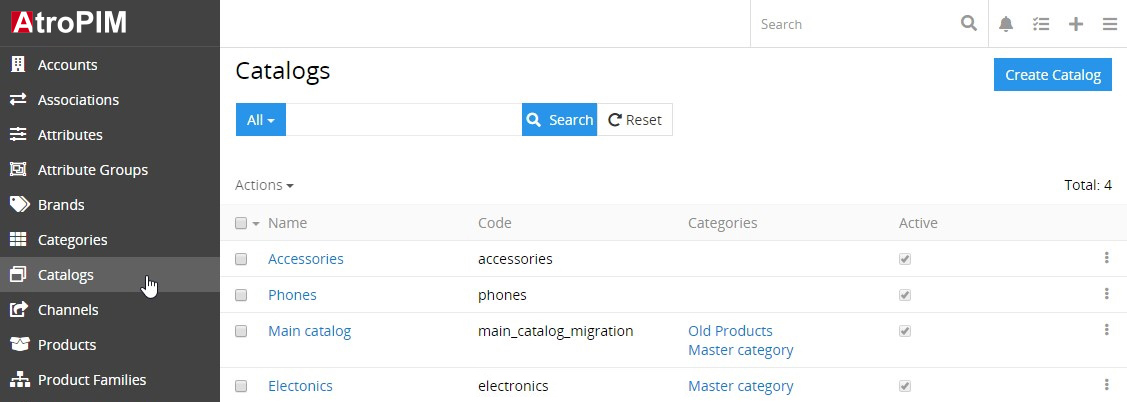 AtroPIM
Search
Accounts
Associations
Attributes
Attribute Groups
Brands
Categories
Catalogs
Channels
Products
Product Families
Catalogs
Create Catalog
All
Search
Reset
Actions
Total: 4
Name Code Categories Active
Accessories accessories
Phones phones
Main catalog main_catalog_migration Old Products
Master category
Electonics electronics Master category